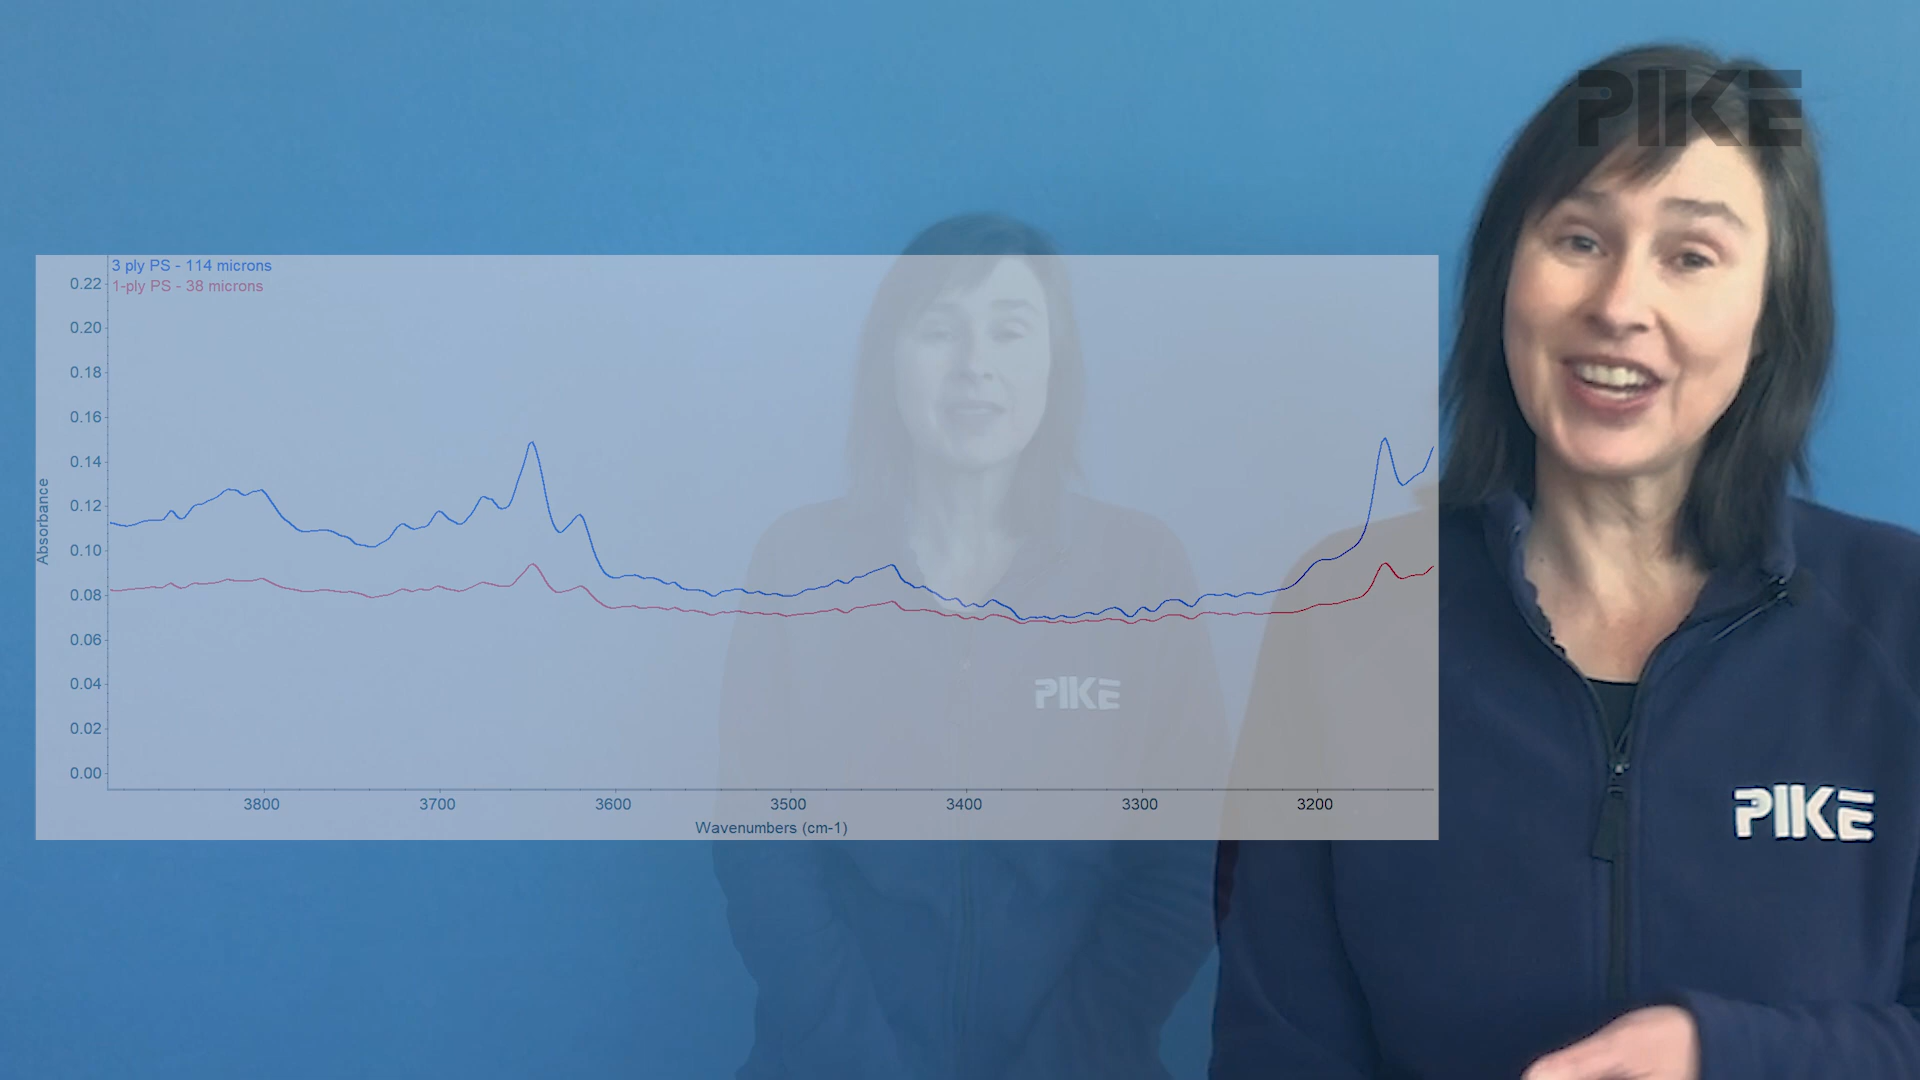 PIKE
3 ply PS - 114 microns
1-ply PS - 38 microns
0.22
0.20
0.18
0.16
0.14
0.12
0.10
0.08
0.06
0.04
0.02
0.00
Absorbance
3800 3700 3600 3500 3400 3300 3200
Wavenumbers (cm-1)
PIKE
PIKE